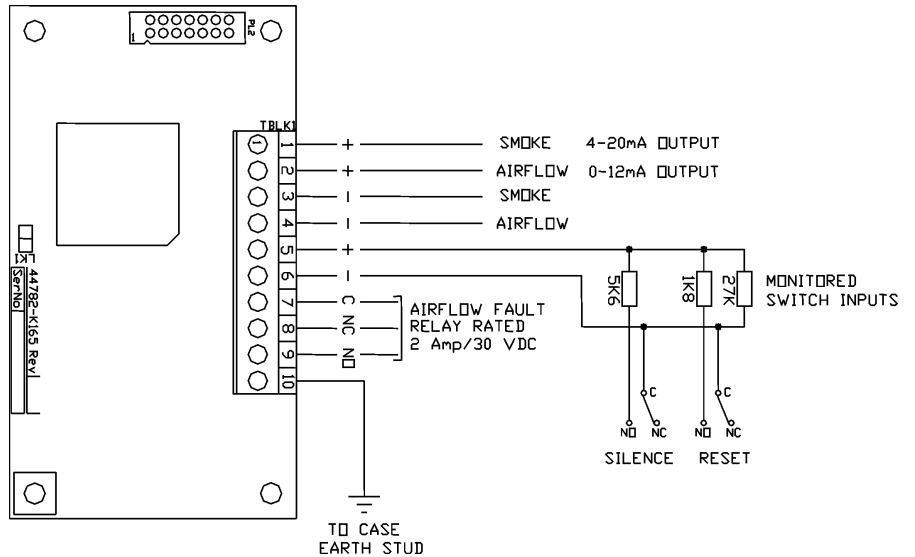 PL2
1
TBLK1
1
1 + SMOKE 4-20mA OUTPUT
2 + AIRFLOW 0-12mA OUTPUT
3 - SMOKE
4 - AIRFLOW
5 +
6 -
7 C
8 NC
9 NO
10
AIRFLOW FAULT
RELAY RATED
2 Amp/30 VDC
5K6
1K8
27K
MONITORED
SWITCH INPUTS
C
C
NO
NC
NO
NC
SILENCE
RESET
LK1
44782-K165 Rev
SerNo
TO CASE
EARTH STUD